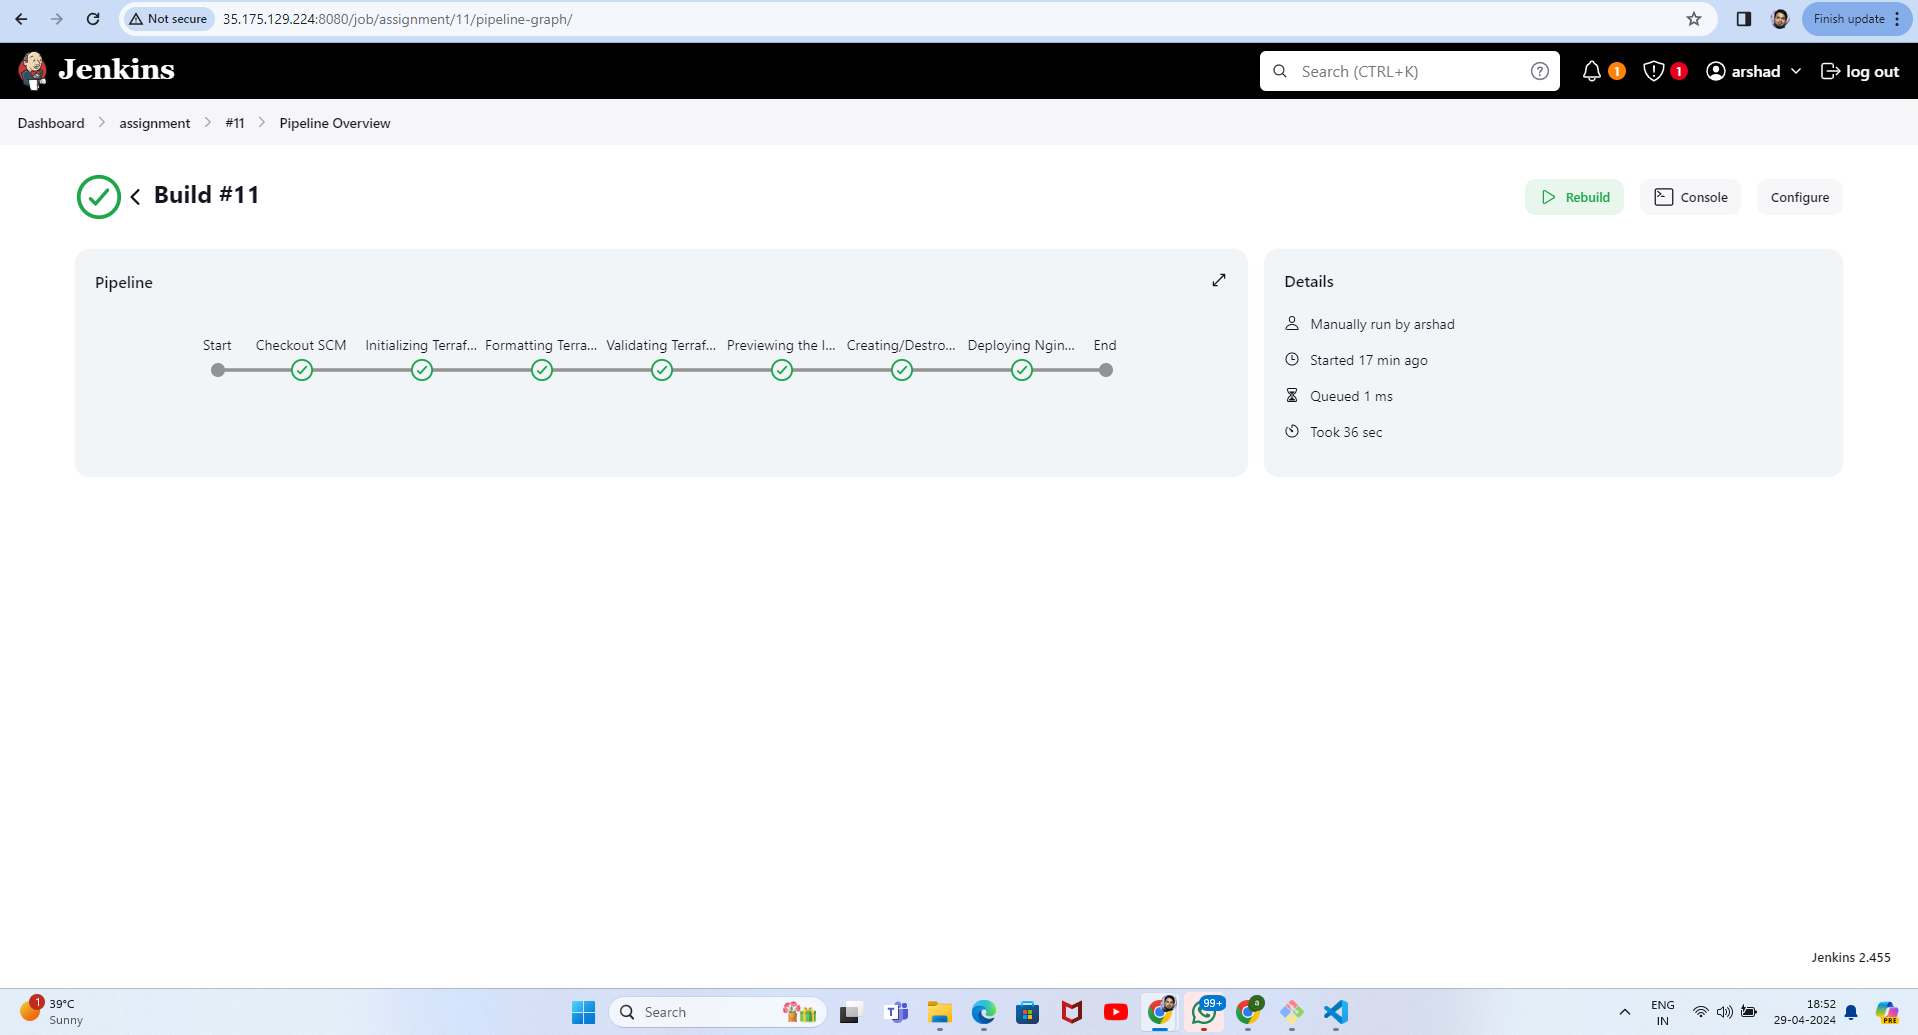 Not secure 35.175.129.224:8080/job/assignment/11/pipeline-graph/ Finish update
Jenkins Search (CTRL+K) ? 1 1 arshad log out
Dashboard assignment #11 Pipeline Overview
Build #11 Rebuild Console Configure
Pipeline
Start Checkout SCM Initializing Terraf... Formatting Terra... Validating Terraf... Previewing the I... Creating/Destro... Deploying Ngin... End
Details
Manually run by arshad
Started 17 min ago
Queued 1 ms
Took 36 sec
Jenkins 2.455
1 39°C
Sunny
Search
99+
a
ENG
IN
18:52
29-04-2024
PRE